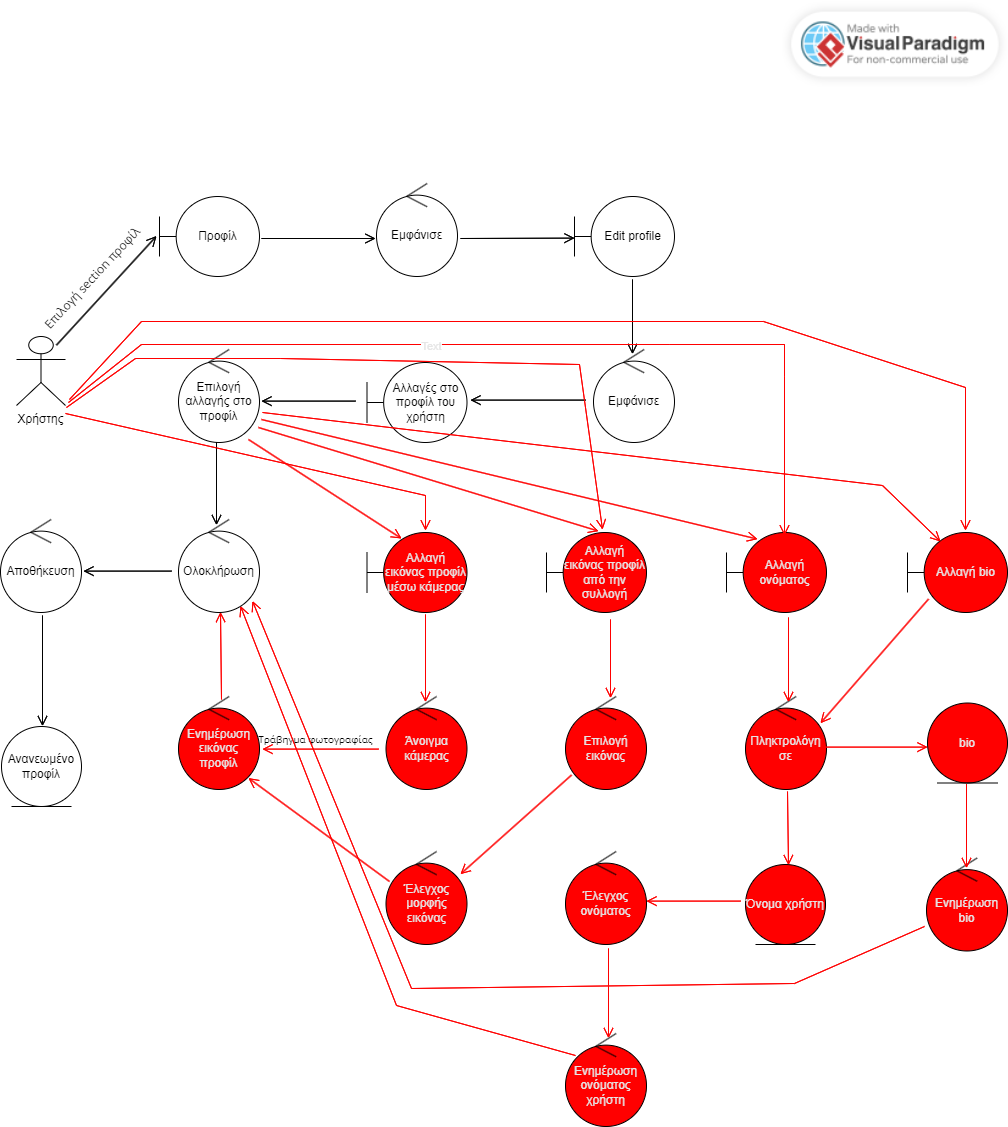 Made with
Visual Paradigm
For non-commercial use
Επιλογή section προφίλ
Προφίλ
Εμφάνισε
Edit profile
Χρήστης
Text
Επιλογή
αλλαγής στο
προφίλ
Αλλαγές στο
προφίλ του
χρήστη
Εμφάνισε
Αποθήκευση
Ολοκλήρωση
Αλλαγή
εικόνας προφίλ
μέσω κάμερας
Αλλαγή
εικόνας προφίλ
από την
συλλογή
Αλλαγή
ονόματος
Αλλαγή bio
Ανανεωμένο
προφίλ
Ενημέρωση
εικόνας
προφίλ
Τράβηγμα φωτογραφίας
Άνοιγμα
κάμερας
Επιλογή
εικόνας
Πληκτρολόγη
σε
bio
Έλεγχος
μορφής
εικόνας
Έλεγχος
ονόματος
Όνομα χρήστη
Ενημέρωση
bio
Ενημέρωση
ονόματος
χρήστη